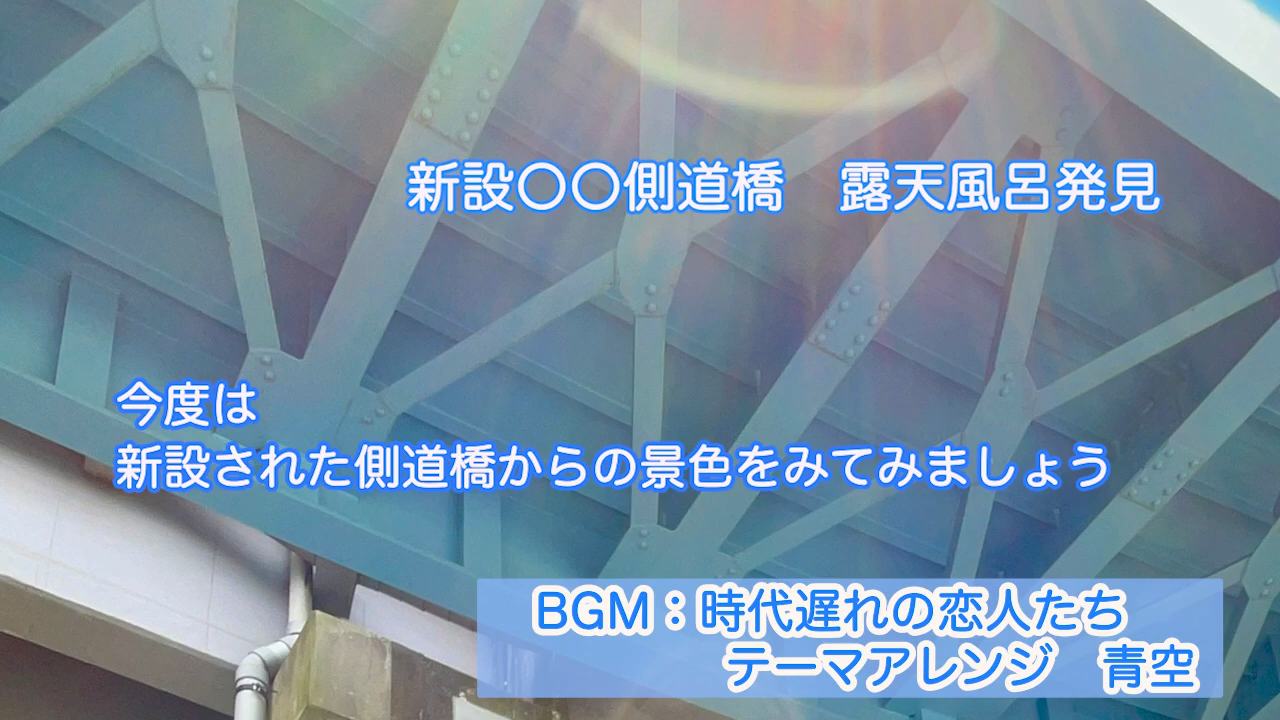 新設〇〇側道橋　露天風呂発見
今度は
新設された側道橋からの景色をみてみましょう
BGM：時代遅れの恋人たち
テーマアレンジ　青空